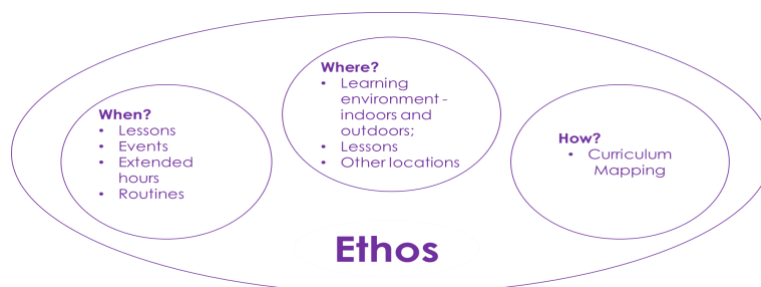 When?
• Lessons
• Events
• Extended
hours
• Routines
Where?
• Learning
environment -
indoors and
outdoors;
• Lessons
• Other locations
How?
• Curriculum
Mapping
Ethos